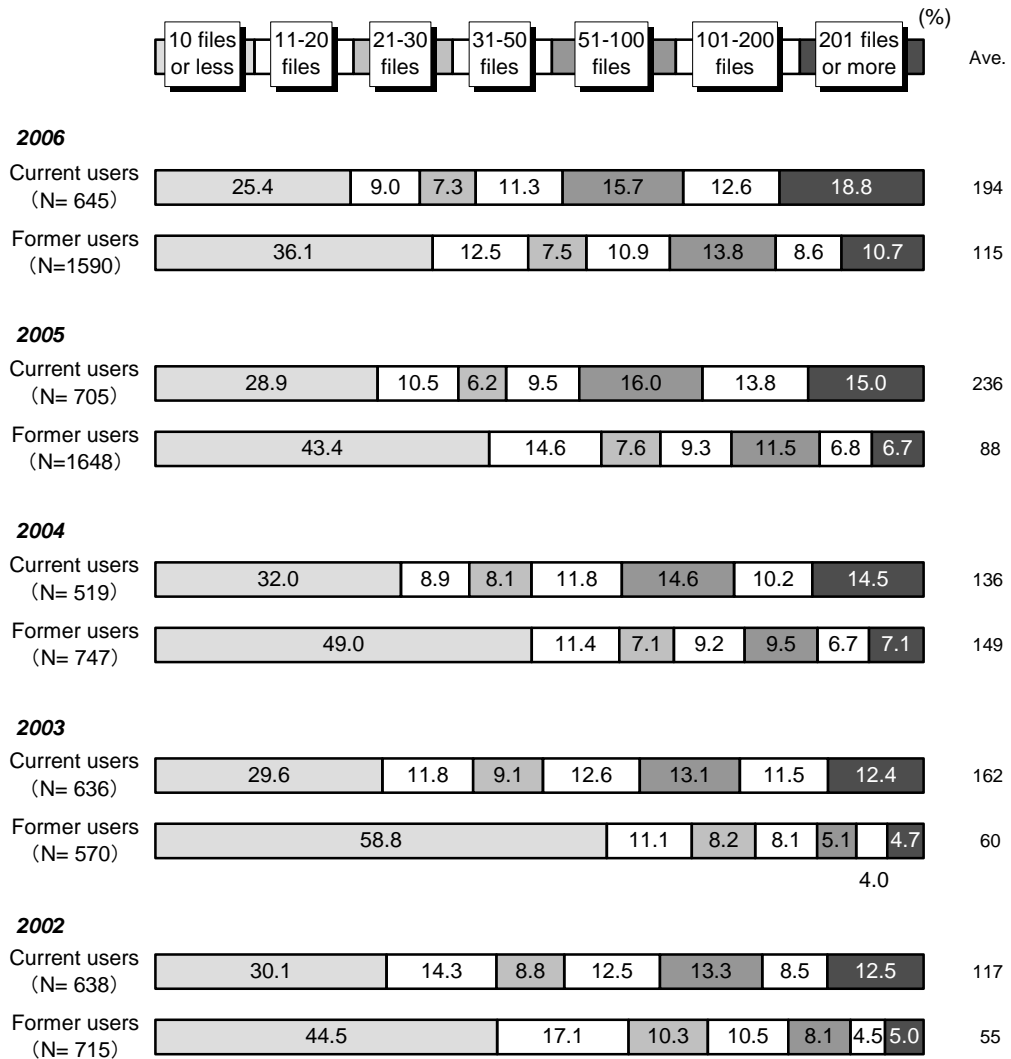 (%)
10 files or less 11-20 files 21-30 files 31-50 files 51-100 files 101-200 files 201 files or more Ave.
2006
Current users
（N= 645） 25.4 9.0 7.3 11.3 15.7 12.6 18.8 194
Former users
（N=1590） 36.1 12.5 7.5 10.9 13.8 8.6 10.7 115
2005
Current users
（N= 705） 28.9 10.5 6.2 9.5 16.0 13.8 15.0 236
Former users
（N=1648） 43.4 14.6 7.6 9.3 11.5 6.8 6.7 88
2004
Current users
（N= 519） 32.0 8.9 8.1 11.8 14.6 10.2 14.5 136
Former users
（N= 747） 49.0 11.4 7.1 9.2 9.5 6.7 7.1 149
2003
Current users
（N= 636） 29.6 11.8 9.1 12.6 13.1 11.5 12.4 162
Former users
（N= 570） 58.8 11.1 8.2 8.1 5.1 4.7 60
4.0
2002
Current users
（N= 638） 30.1 14.3 8.8 12.5 13.3 8.5 12.5 117
Former users
（N= 715） 44.5 17.1 10.3 10.5 8.1 4.5 5.0 55